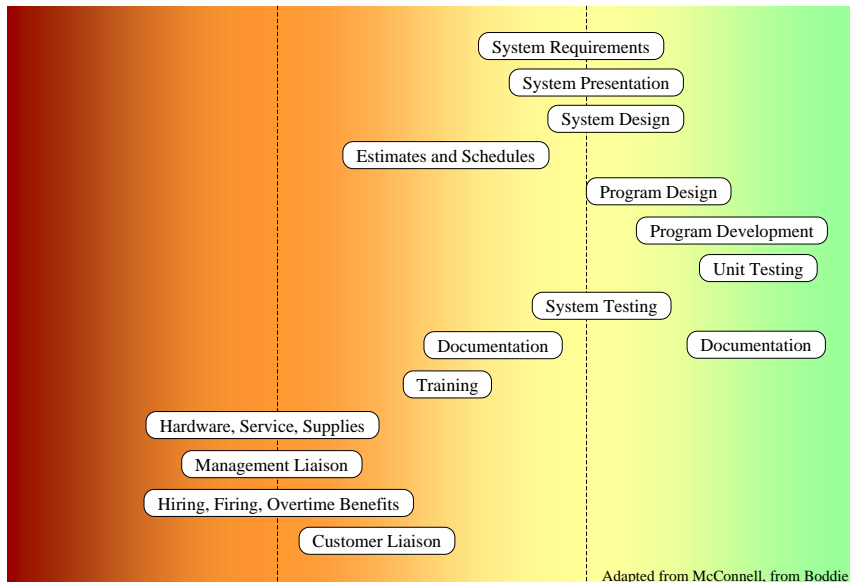 System Requirements
System Presentation
System Design
Estimates and Schedules
Program Design
Program Development
Unit Testing
System Testing
Documentation
Documentation
Training
Hardware, Service, Supplies
Management Liaison
Hiring, Firing, Overtime Benefits
Customer Liaison
Adapted from McConnell, from Boddie